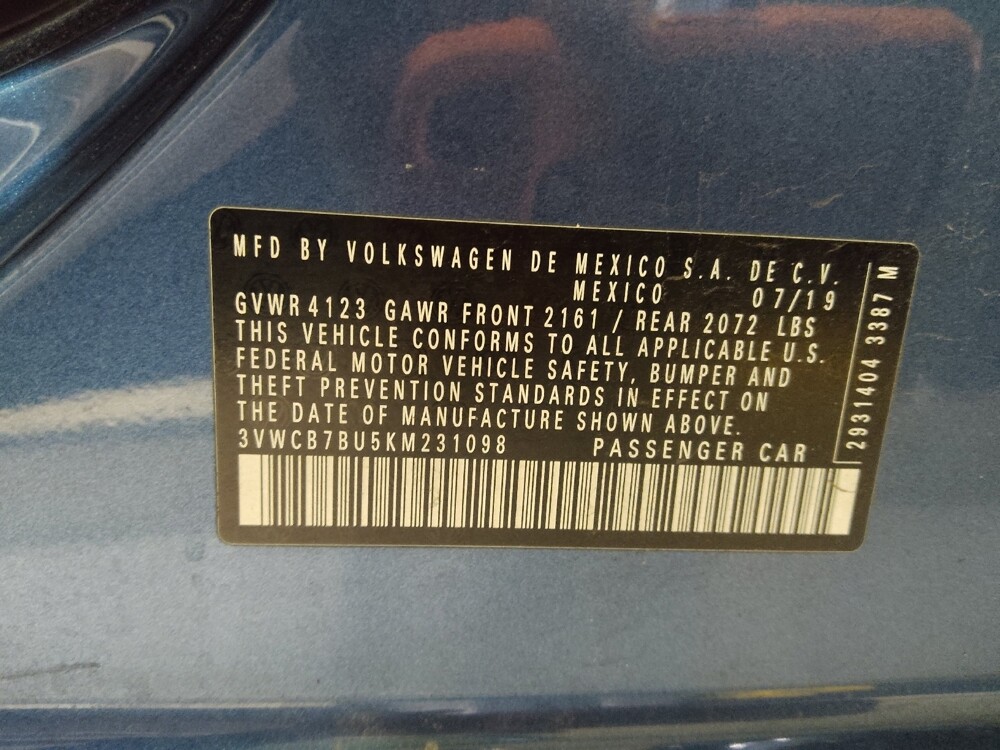 MFD BY VOLKSWAGEN DE MEXICO S.A. DE C.V.
MEXICO 07/19
GVWR 4123 GAWR FRONT 2161 / REAR 2072 LBS
THIS VEHICLE CONFORMS TO ALL APPLICABLE U.S.
FEDERAL MOTOR VEHICLE SAFETY, BUMPER AND
THEFT PREVENTION STANDARDS IN EFFECT ON
THE DATE OF MANUFACTURE SHOWN ABOVE.
3VWCB7BU5KM231098 PASSENGER CAR
2931404 3387 M